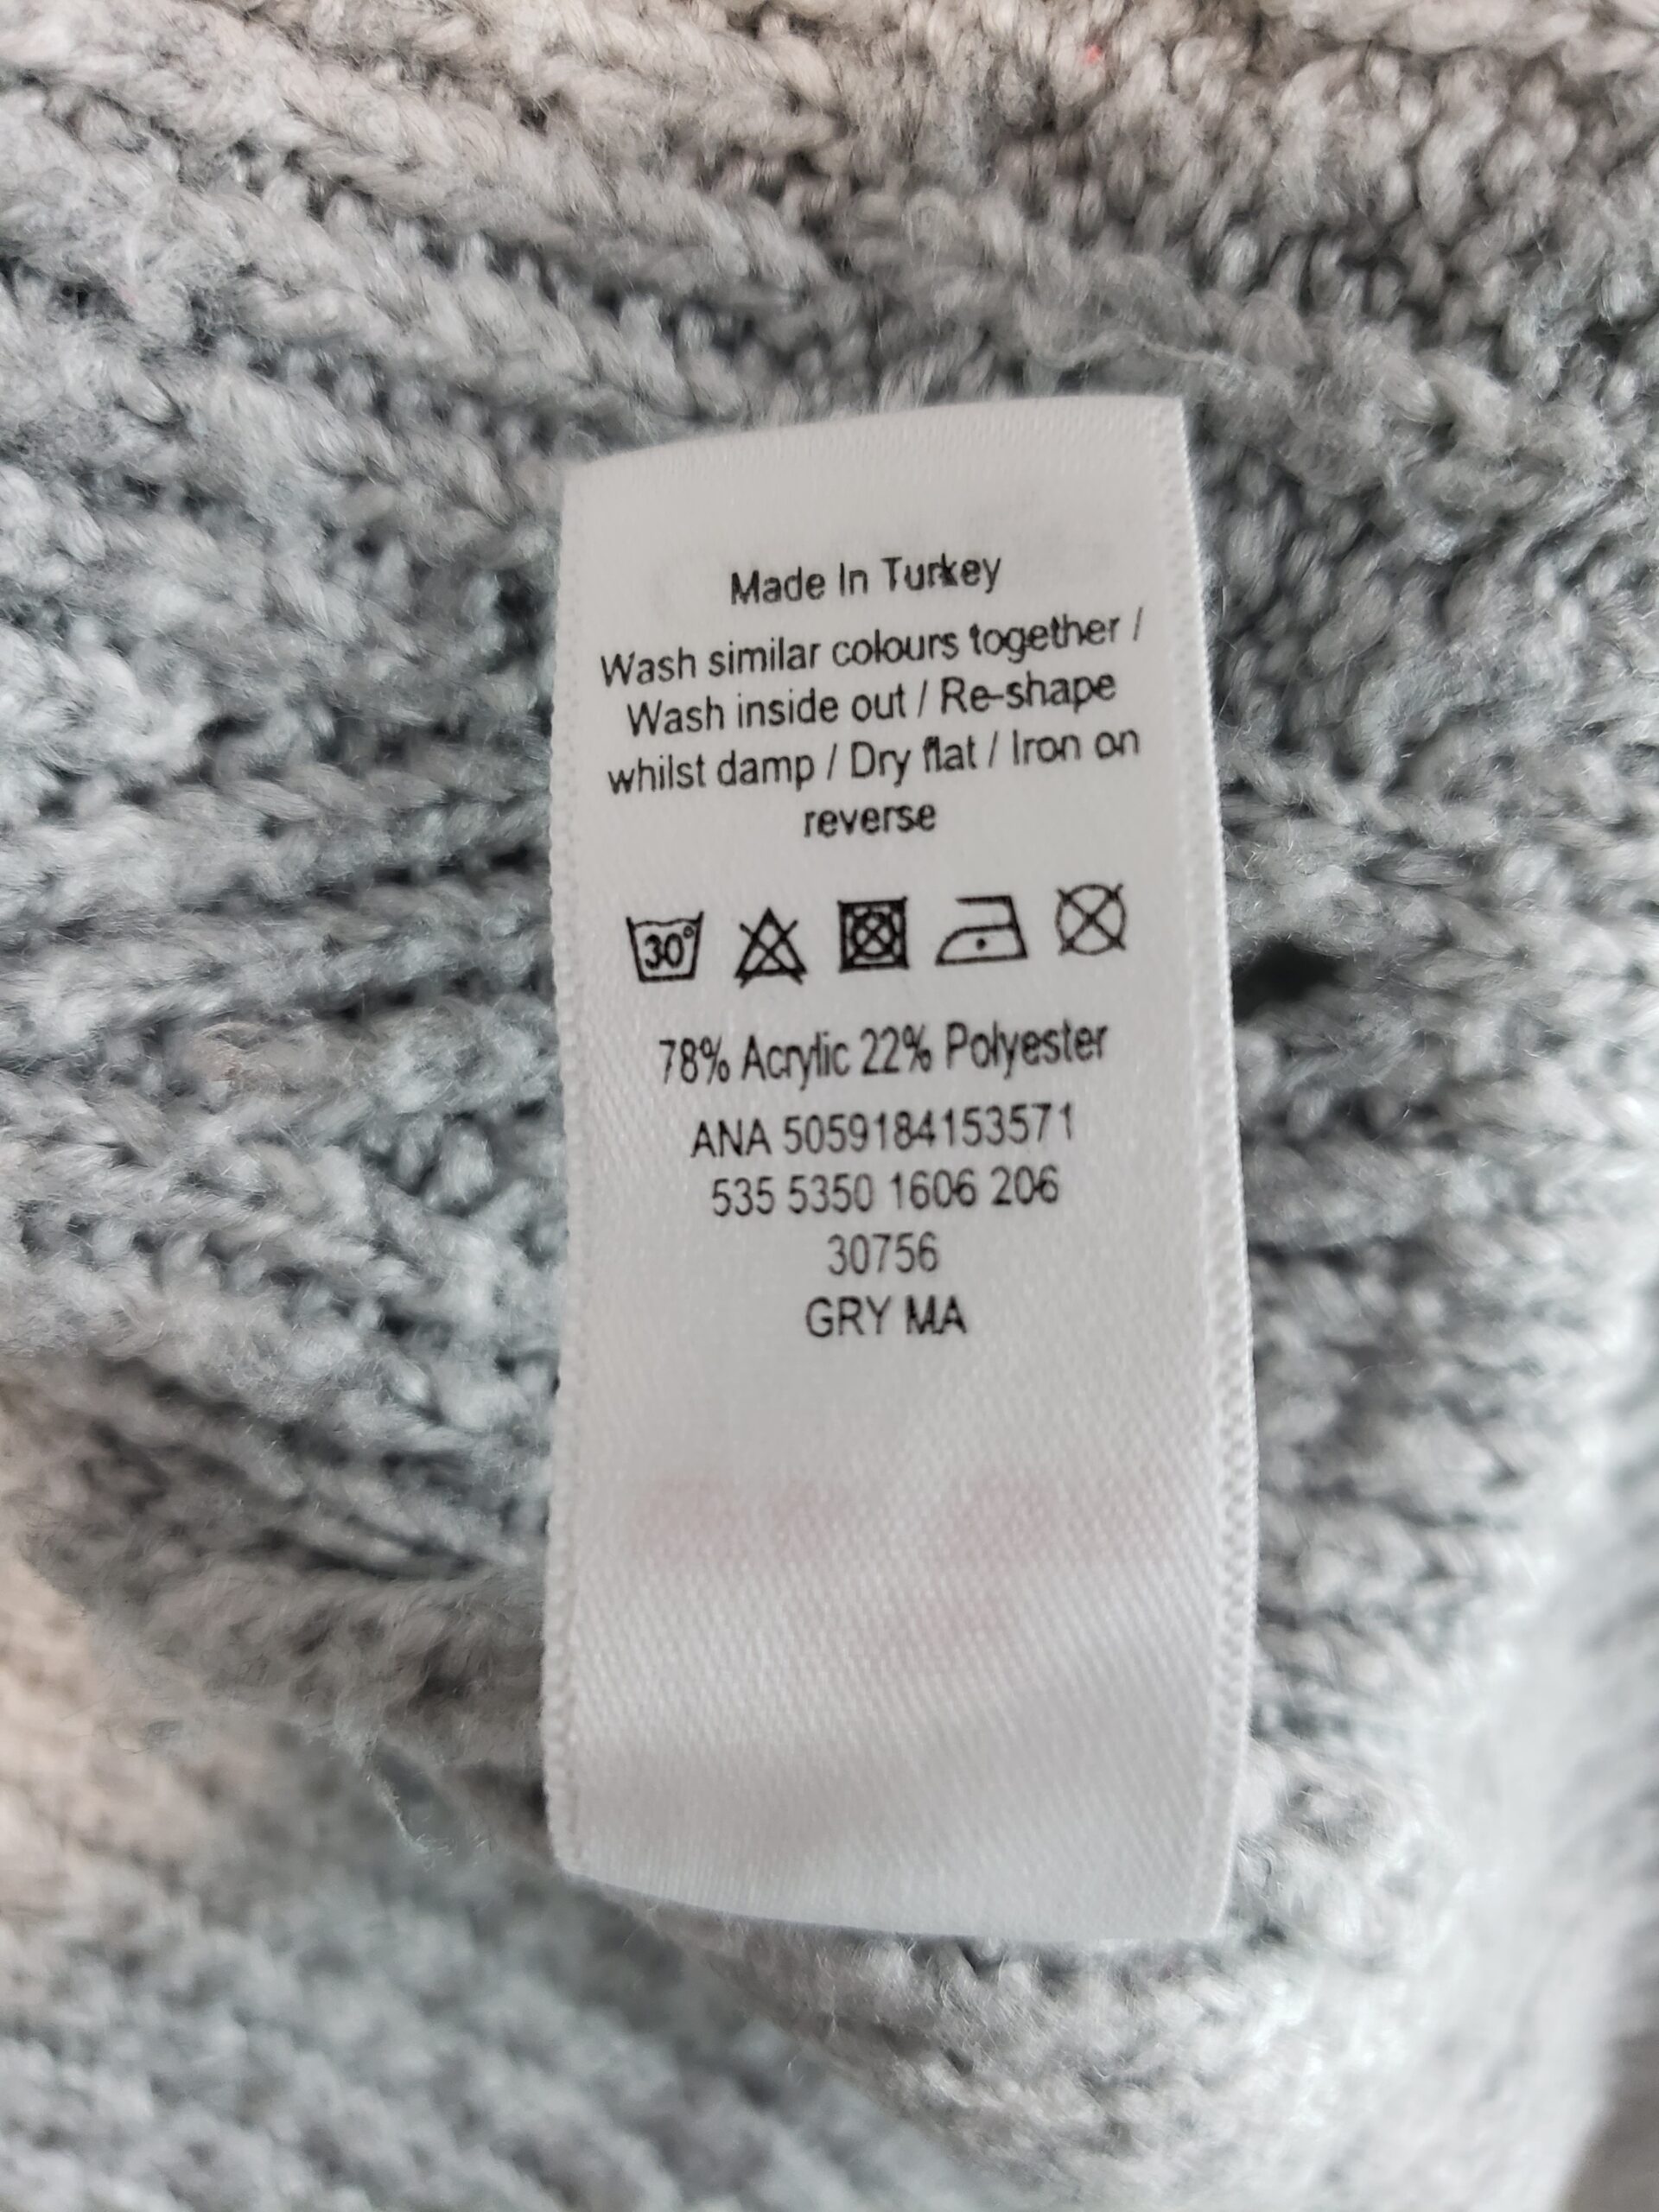 Made In Turkey
Wash similar colours together /
Wash inside out / Re-shape
whilst damp / Dry flat / Iron on
reverse
30°
78% Acrylic 22% Polyester
ANA 5059184153571
535 5350 1606 206
30756
GRY MA